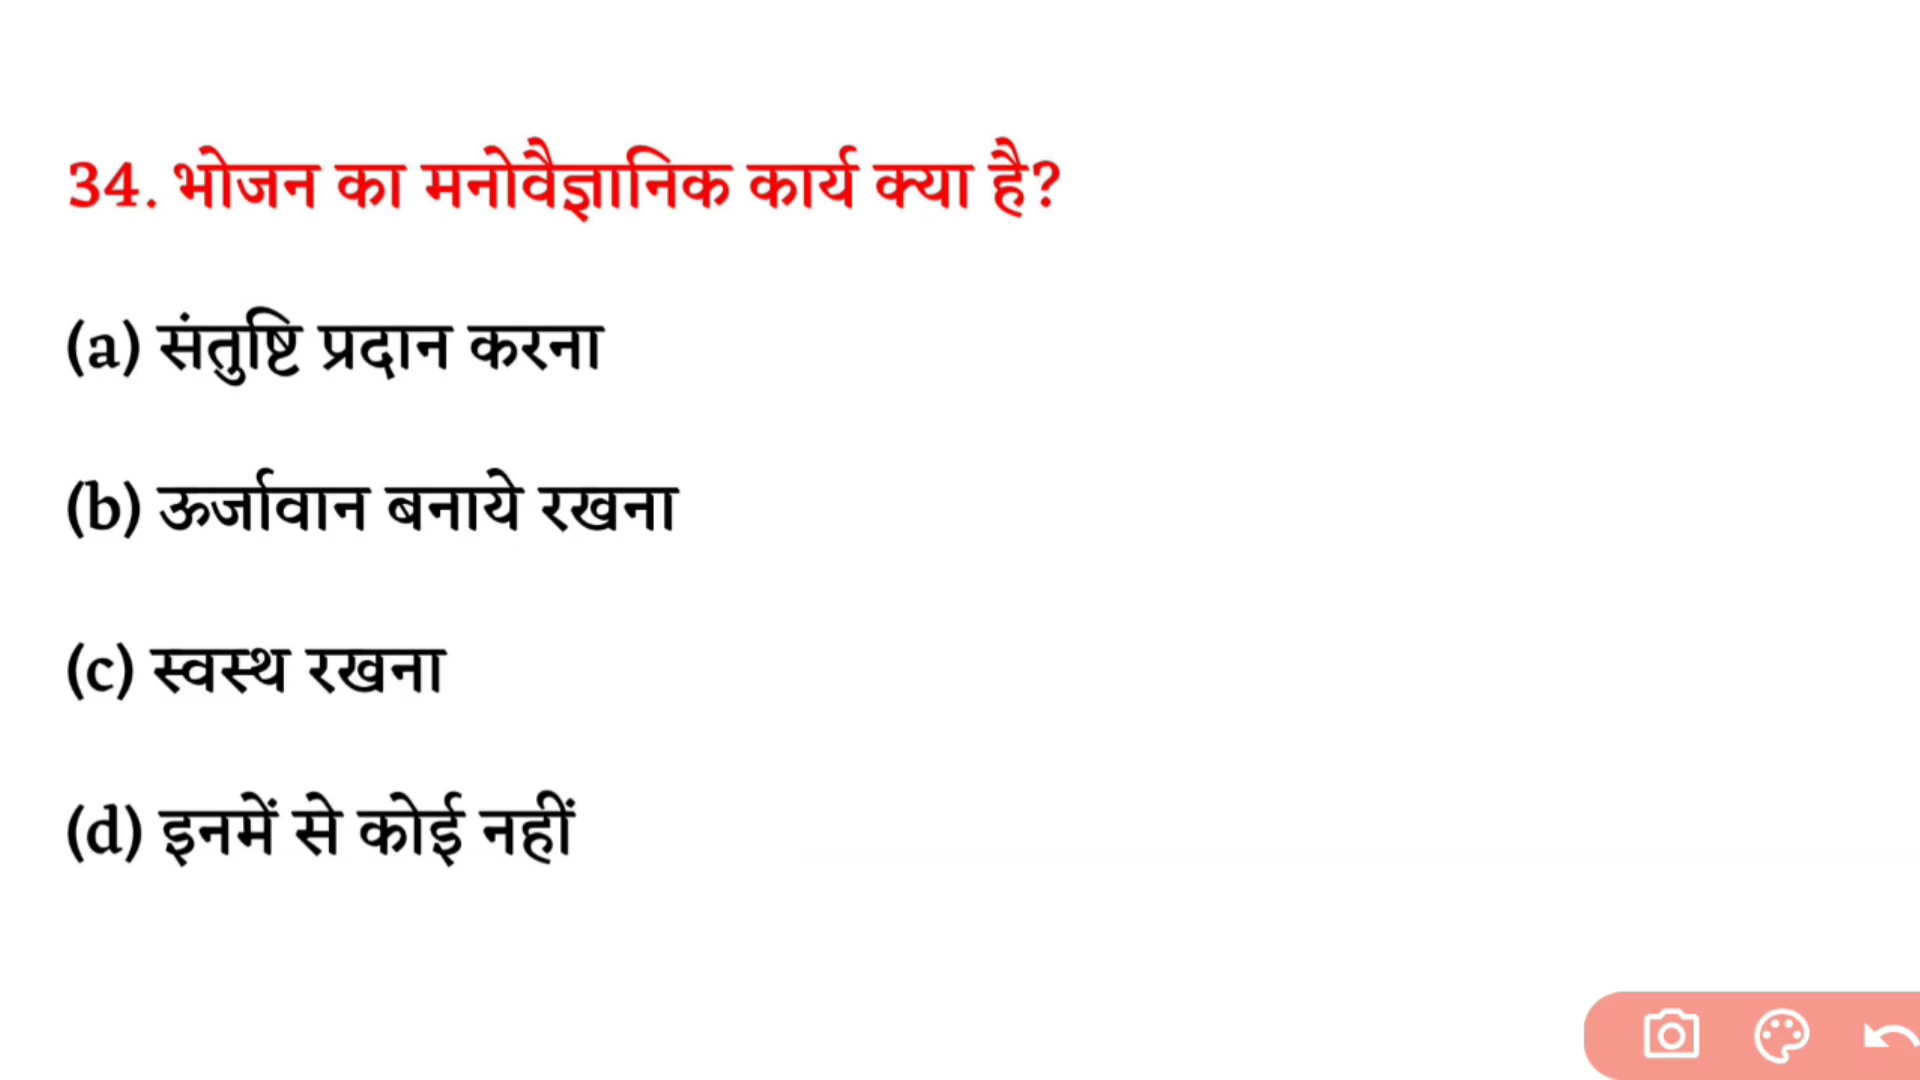 34. भोजन का मनोवैज्ञानिक कार्य क्या है?
(a) संतुष्टि प्रदान करना
(b) ऊर्जावान बनाये रखना
(c) स्वस्थ रखना
(d) इनमें से कोई नहीं